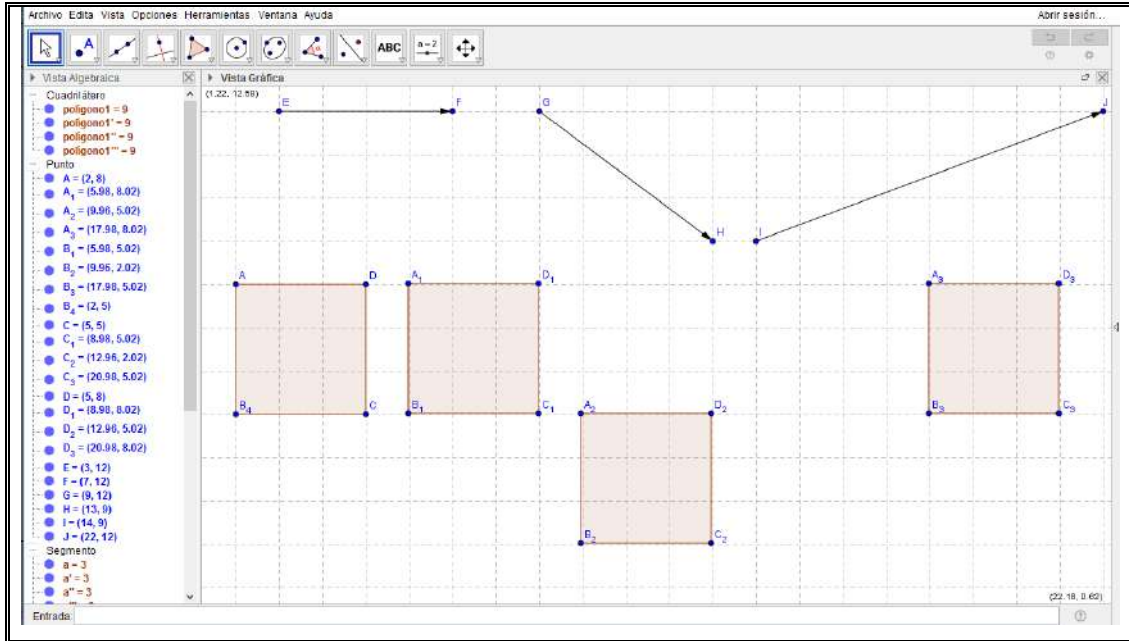 Archivo Edita Vista Opciones Herramientas Ventana Ayuda
Abrir sesión...
A
ABC
a=2
Vista Algebraica
Vista Gráfica
Cuadrilátero
poligono1 = 9
poligono1' = 9
poligono1'' = 9
poligono1''' = 9
Punto
A = (2, 8)
A₁ = (5.98, 8.02)
A₂ = (9.96, 5.02)
A₃ = (17.98, 8.02)
B₁ = (5.98, 5.02)
B₂ = (9.96, 2.02)
B₃ = (17.98, 5.02)
B₄ = (2, 5)
C = (5, 5)
C₁ = (8.98, 5.02)
C₂ = (12.96, 2.02)
C₃ = (20.98, 5.02)
D = (5, 8)
D₁ = (8.98, 8.02)
D₂ = (12.96, 5.02)
D₃ = (20.98, 8.02)
E = (3, 12)
F = (7, 12)
G = (9, 12)
H = (13, 9)
I = (14, 9)
J = (22, 12)
Segmento
a = 3
a' = 3
a'' = 3
(1.22, 12.59)
E F G J
H I
A D A₁ D₁ A₃ D₃
4
B₄ C B₁ C₁ A₂ D₂ B₃ C₃
B₂ C₂
(22.18, 0.62)
Entrada: